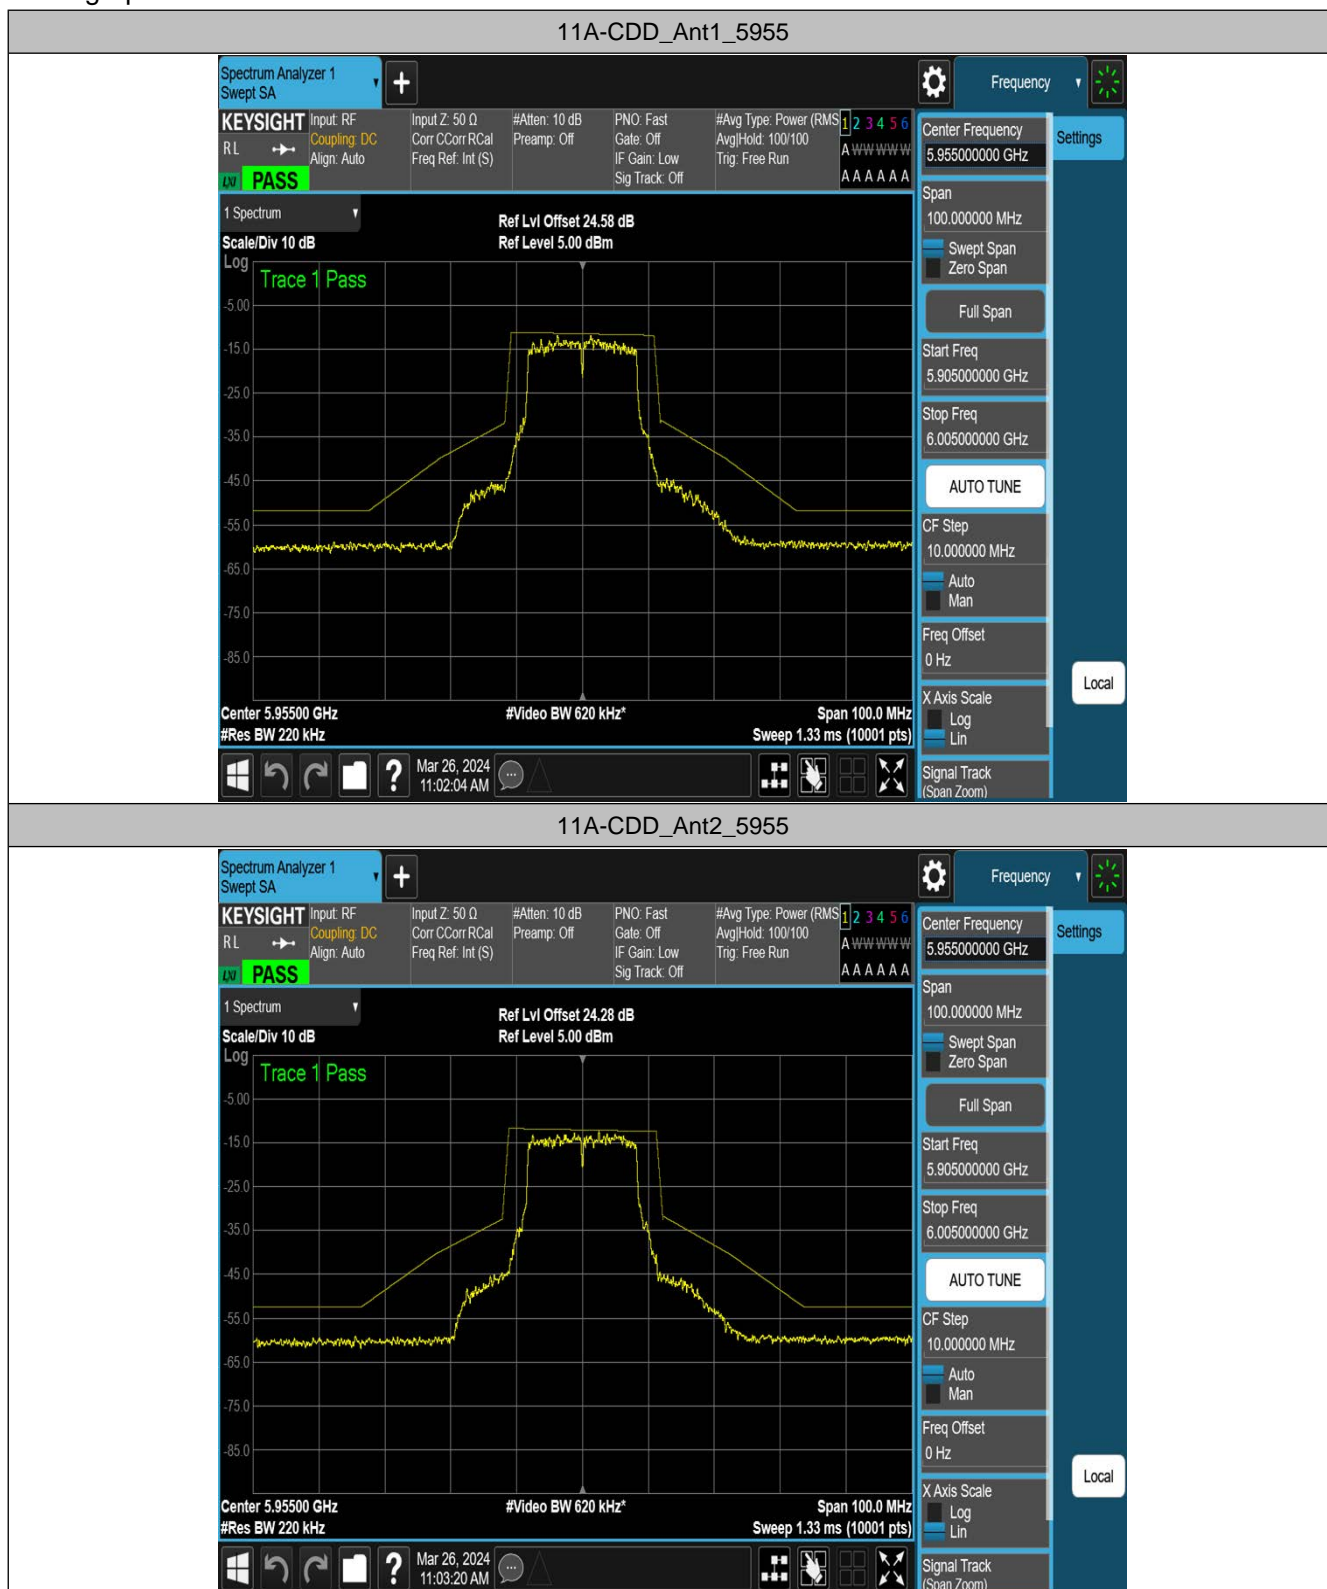 11A-CDD_Ant1_5955
Spectrum Analyzer 1
Swept SA
Frequency
KEYSIGHT
RL
LXI
PASS
Input: RF
Coupling: DC
Align: Auto
Input Z: 50 Ω
Corr CCorr RCal
Freq Ref: Int (S)
#Atten: 10 dB
Preamp: Off
PNO: Fast
Gate: Off
IF Gain: Low
Sig Track: Off
#Avg Type: Power (RMS
Avg|Hold: 100/100
Trig: Free Run
1 2 3 4 5 6
A W W W W W
A A A A A A
Center Frequency
5.955000000 GHz
Settings
Span
100.000000 MHz
Swept Span
Zero Span
Full Span
Start Freq
5.905000000 GHz
Stop Freq
6.005000000 GHz
AUTO TUNE
CF Step
10.000000 MHz
Auto
Man
Freq Offset
0 Hz
X Axis Scale
Log
Lin
Signal Track
(Span Zoom)
Local
1 Spectrum
Scale/Div 10 dB
Ref Lvl Offset 24.58 dB
Ref Level 5.00 dBm
Log
Trace 1 Pass
-5.00
-15.0
-25.0
-35.0
-45.0
-55.0
-65.0
-75.0
-85.0
Center 5.95500 GHz
#Res BW 220 kHz
#Video BW 620 kHz*
Span 100.0 MHz
Sweep 1.33 ms (10001 pts)
?
Mar 26, 2024
11:02:04 AM
11A-CDD_Ant2_5955
Spectrum Analyzer 1
Swept SA
Frequency
KEYSIGHT
RL
LXI
PASS
Input: RF
Coupling: DC
Align: Auto
Input Z: 50 Ω
Corr CCorr RCal
Freq Ref: Int (S)
#Atten: 10 dB
Preamp: Off
PNO: Fast
Gate: Off
IF Gain: Low
Sig Track: Off
#Avg Type: Power (RMS
Avg|Hold: 100/100
Trig: Free Run
1 2 3 4 5 6
A W W W W W
A A A A A A
Center Frequency
5.955000000 GHz
Settings
Span
100.000000 MHz
Swept Span
Zero Span
Full Span
Start Freq
5.905000000 GHz
Stop Freq
6.005000000 GHz
AUTO TUNE
CF Step
10.000000 MHz
Auto
Man
Freq Offset
0 Hz
X Axis Scale
Log
Lin
Signal Track
(Span Zoom)
Local
1 Spectrum
Scale/Div 10 dB
Ref Lvl Offset 24.28 dB
Ref Level 5.00 dBm
Log
Trace 1 Pass
-5.00
-15.0
-25.0
-35.0
-45.0
-55.0
-65.0
-75.0
-85.0
Center 5.95500 GHz
#Res BW 220 kHz
#Video BW 620 kHz*
Span 100.0 MHz
Sweep 1.33 ms (10001 pts)
?
Mar 26, 2024
11:03:20 AM